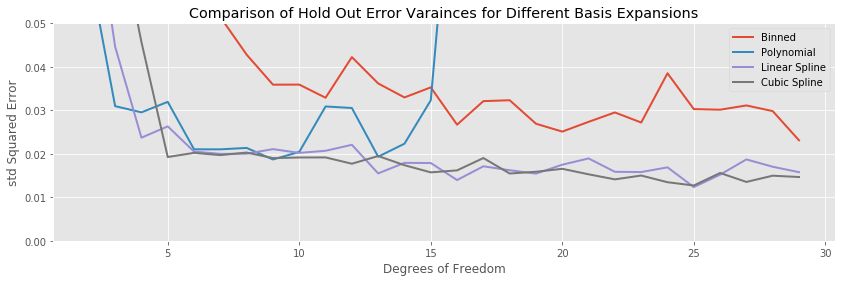 Comparison of Hold Out Error Varainces for Different Basis Expansions
0.05
0.04
0.03
0.02
0.01
0.00
std Squared Error
5
10
15
20
25
30
Degrees of Freedom
Binned
Polynomial
Linear Spline
Cubic Spline